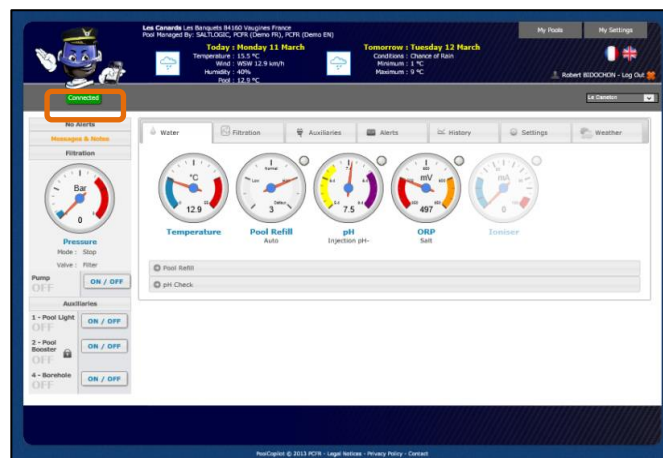 Les Canards Les Banquets 84160 Vaugines France
Pool Managed By: SALTLOGIC, PCFR (Demo FR), PCFR (Demo EN)
My Pools
My Settings
Today : Monday 11 March
Temperature : 15.5 °C
Wind : WSW 12.9 km/h
Humidity : 40%
Pool : 12.9 °C
Tomorrow : Tuesday 12 March
Conditions : Chance of Rain
Minimum : 1 °C
Maximum : 9 °C
Robert BIDOCHON - Log Out
Connected
Le Caneton
No Alerts
Messages & Notes
Filtration
Bar
0
Pressure
Mode : Stop
Valve : Filter
Pump
OFF
ON / OFF
Auxiliaries
1 - Pool Light
OFF
ON / OFF
2 - Pool Booster
OFF
ON / OFF
4 - Borehole
OFF
ON / OFF
Water
Filtration
Auxiliaries
Alerts
History
Settings
Weather
°C
12.9
Temperature
Normal
Low
3
Pool Refill
Auto
7.5
pH
Injection pH-
mV
497
ORP
Salt
mA
0
Ioniser
Pool Refill
pH Check
PoolCopilot © 2013 PCFR - Legal Notices - Privacy Policy - Contact